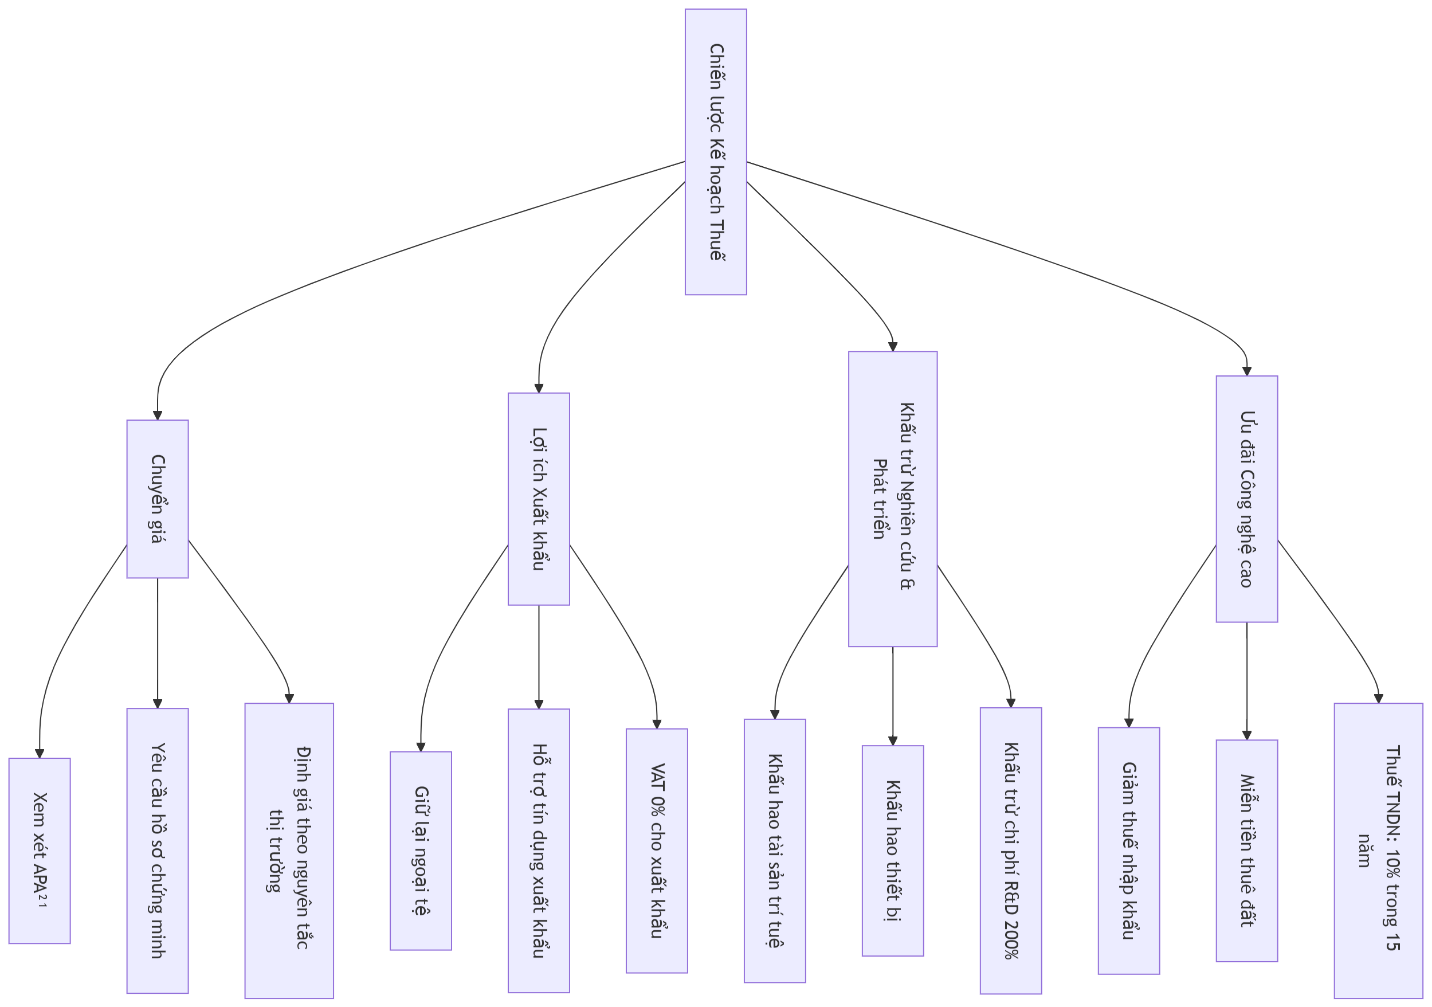 Chiến lược Kế hoạch Thuế
Ưu đãi Công nghệ cao
Thuế TNDN: 10% trong 15
năm
Miễn tiền thuê đất
Giảm thuế nhập khẩu
Khấu trừ Nghiên cứu &
Phát triển
Khấu trừ chi phí R&D 200%
Khấu hao thiết bị
Khấu hao tài sản trí tuệ
Lợi ích Xuất khẩu
VAT 0% cho xuất khẩu
Hỗ trợ tín dụng xuất khẩu
Giữ lại ngoại tệ
Chuyển giá
Định giá theo nguyên tắc
thị trường
Yêu cầu hồ sơ chứng minh
Xem xét APA²¹